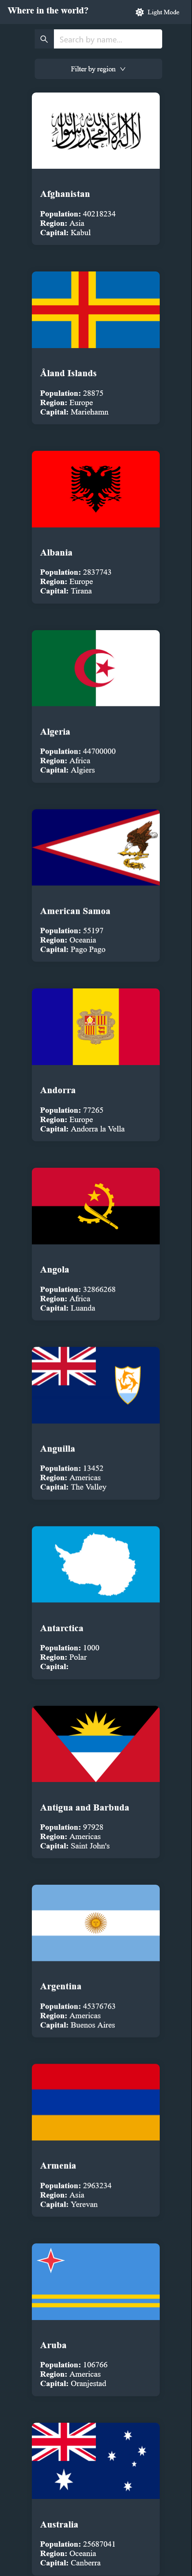 Where in the world?
Light Mode
Search by name...
Filter by region
Afghanistan
Population: 40218234
Region: Asia
Capital: Kabul
Åland Islands
Population: 28875
Region: Europe
Capital: Mariehamn
Albania
Population: 2837743
Region: Europe
Capital: Tirana
Algeria
Population: 44700000
Region: Africa
Capital: Algiers
American Samoa
Population: 55197
Region: Oceania
Capital: Pago Pago
Andorra
Population: 77265
Region: Europe
Capital: Andorra la Vella
Angola
Population: 32866268
Region: Africa
Capital: Luanda
Anguilla
Population: 13452
Region: Americas
Capital: The Valley
Antarctica
Population: 1000
Region: Polar
Capital:
Antigua and Barbuda
Population: 97928
Region: Americas
Capital: Saint John's
Argentina
Population: 45376763
Region: Americas
Capital: Buenos Aires
Armenia
Population: 2963234
Region: Asia
Capital: Yerevan
Aruba
Population: 106766
Region: Americas
Capital: Oranjestad
Australia
Population: 25687041
Region: Oceania
Capital: Canberra